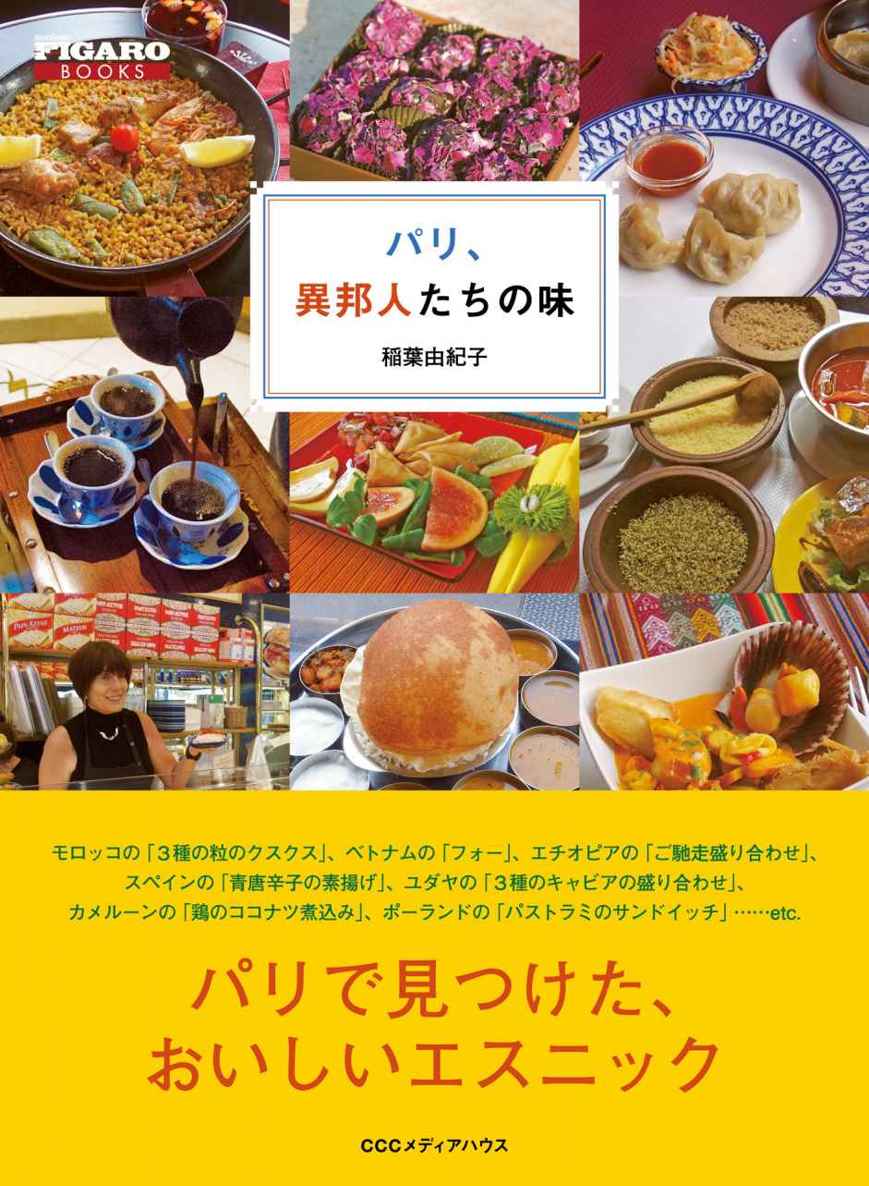 FIGARO
BOOKS
パリ、
異邦人たちの味
稲葉由紀子
モロッコの「3種の粒のクスクス」、ベトナムの「フォー」、エチオピアの「ご馳走盛り合わせ」、
スペインの「青唐辛子の素揚げ」、ユダヤの「3種のキャビアの盛り合わせ」、
カメルーンの「鶏のココナツ煮込み」、ポーランドの「パストラミのサンドイッチ」……etc.
パリで見つけた、
おいしいエスニック
CCCメディアハウス